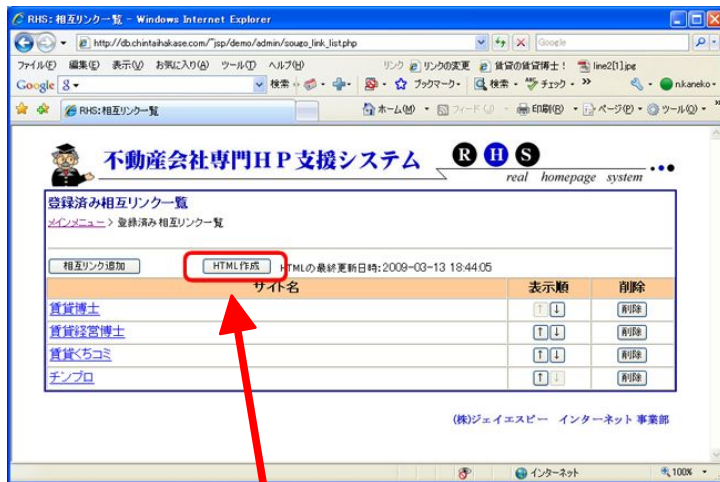 RHS: 相互リンク一覧 - Windows Internet Explorer
http://db.chintaihakase.com/~jsp/demo/admin/sougo_link_list.php
Google
ファイル(F) 編集(E) 表示(V) お気に入り(A) ツール(T) ヘルプ(H)
リンク リンクの変更 賃貸の賃貸博士! line2[1].jpg
Google 検索 ブックマーク チェック nkaneko
RHS:相互リンク一覧 ホーム(M) フィード(J) 印刷(R) ページ(P) ツール(O)
不動産会社専門HP支援システム RHS
real homepage system
登録済み相互リンク一覧
メインメニュー > 登録済み相互リンク一覧
相互リンク追加 HTML作成 HTMLの最終更新日時:2009-03-13 18:44:05
サイト名 表示順 削除
賃貸博士 ↑ ↓ 削除
賃貸経営博士 ↑ ↓ 削除
賃貸くちコミ ↑ ↓ 削除
チンブロ ↑ ↓ 削除
(株)ジェイエスピー インターネット事業部
インターネット 100%